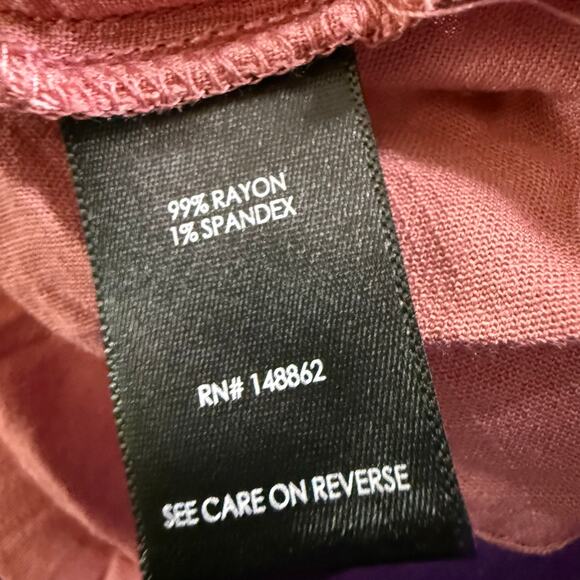 99% RAYON
1% SPANDEX
RN# 148862
SEE CARE ON REVERSE